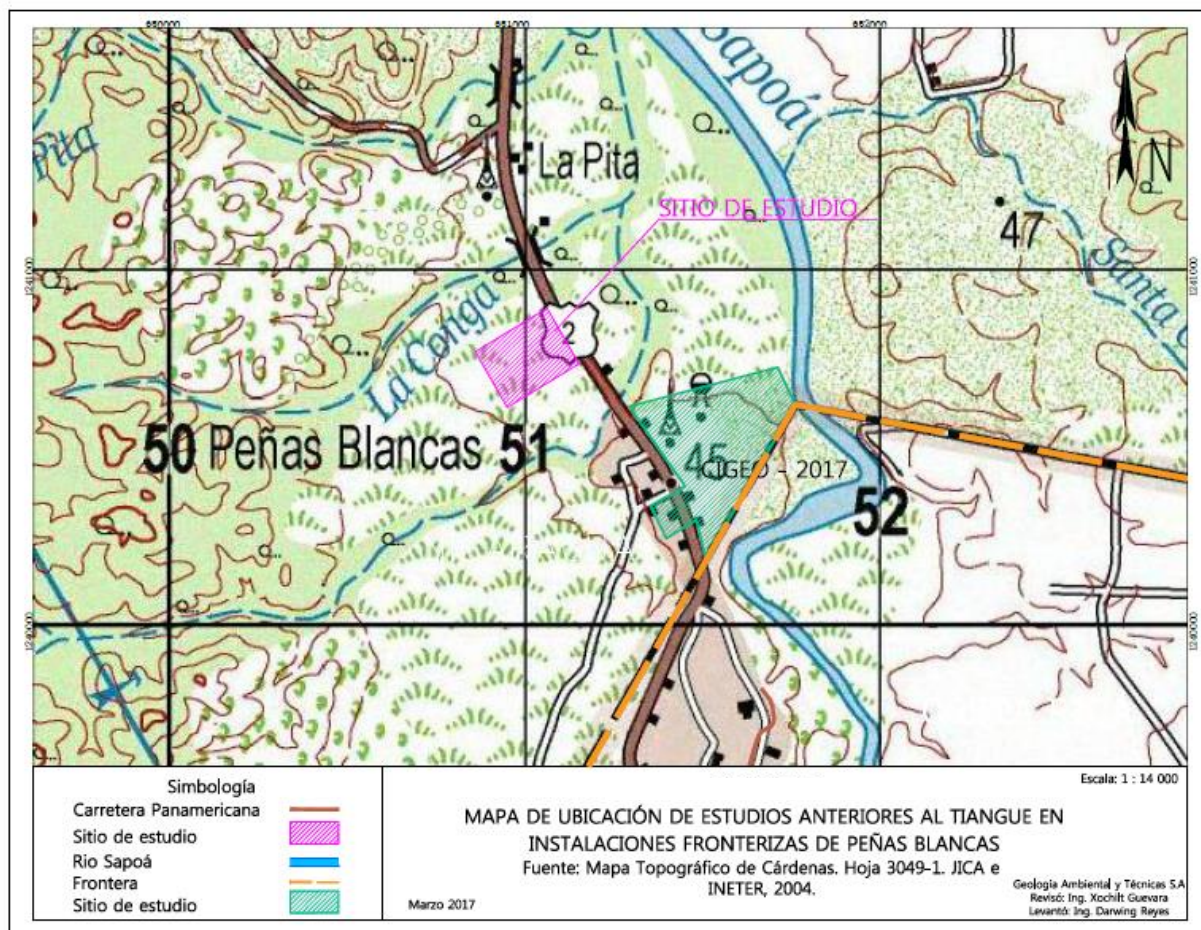 650000 651000 652000
Sapoá
Pita
La Pita
N
SITIO DE ESTUDIO
47
Santa
1241000 1241000
La Conga
2
50 Peñas Blancas 51
45
CIGEO - 2017
52
1240000 1240000
Simbología
Carretera Panamericana
Sitio de estudio
Rio Sapoá
Frontera
Sitio de estudio
Escala: 1 : 14 000
MAPA DE UBICACIÓN DE ESTUDIOS ANTERIORES AL TIANGUE EN
INSTALACIONES FRONTERIZAS DE PEÑAS BLANCAS
Fuente: Mapa Topográfico de Cárdenas. Hoja 3049-1. JICA e
INETER, 2004.
Marzo 2017
Geologia Ambiental y Técnicas S.A
Revisó: Ing. Xochilt Guevara
Levantó: Ing. Darwing Reyes